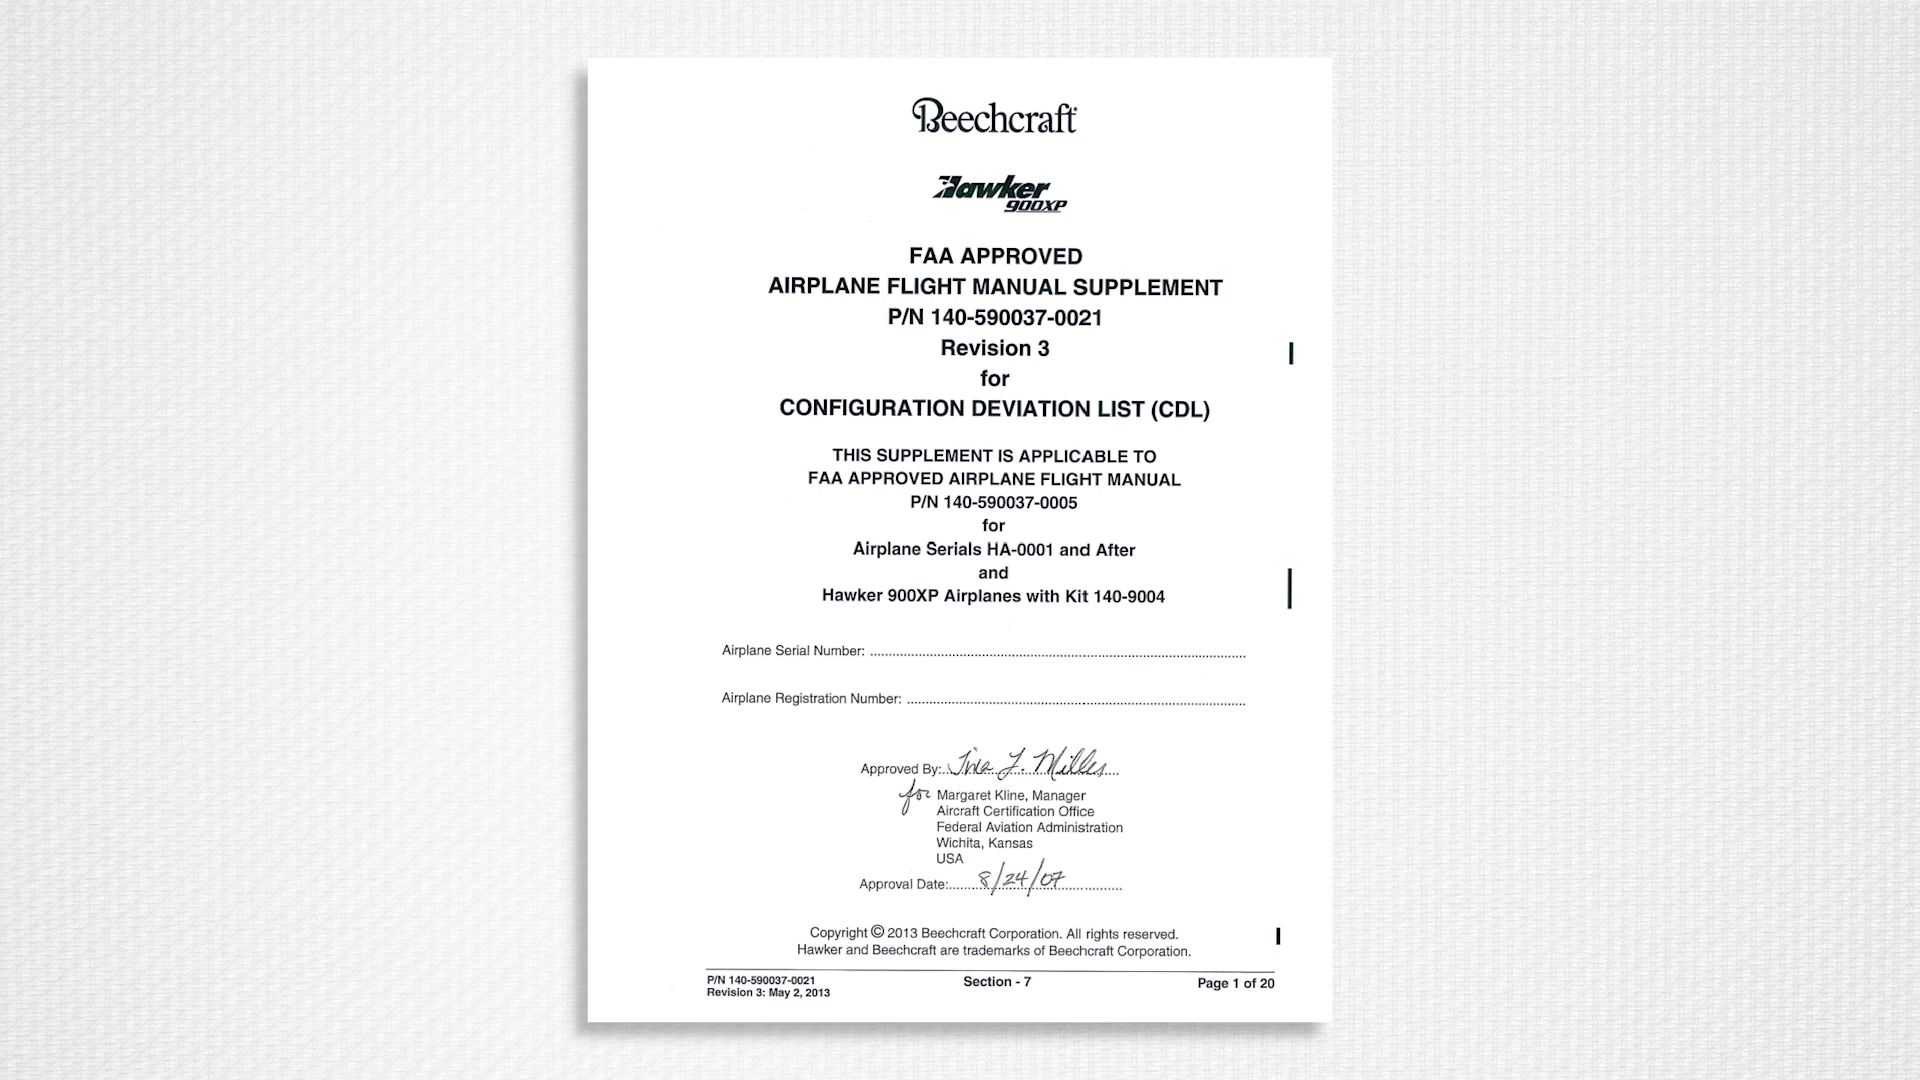 Beechcraft
Hawker
900XP
FAA APPROVED
AIRPLANE FLIGHT MANUAL SUPPLEMENT
P/N 140-590037-0021
Revision 3
for
CONFIGURATION DEVIATION LIST (CDL)
THIS SUPPLEMENT IS APPLICABLE TO
FAA APPROVED AIRPLANE FLIGHT MANUAL
P/N 140-590037-0005
for
Airplane Serials HA-0001 and After
and
Hawker 900XP Airplanes with Kit 140-9004
Airplane Serial Number:
Airplane Registration Number:
Approved By: Tina L. Miller
for Margaret Kline, Manager
Aircraft Certification Office
Federal Aviation Administration
Wichita, Kansas
USA
Approval Date: 8/24/07
Copyright © 2013 Beechcraft Corporation. All rights reserved.
Hawker and Beechcraft are trademarks of Beechcraft Corporation.
P/N 140-590037-0021 Section - 7 Page 1 of 20
Revision 3: May 2, 2013